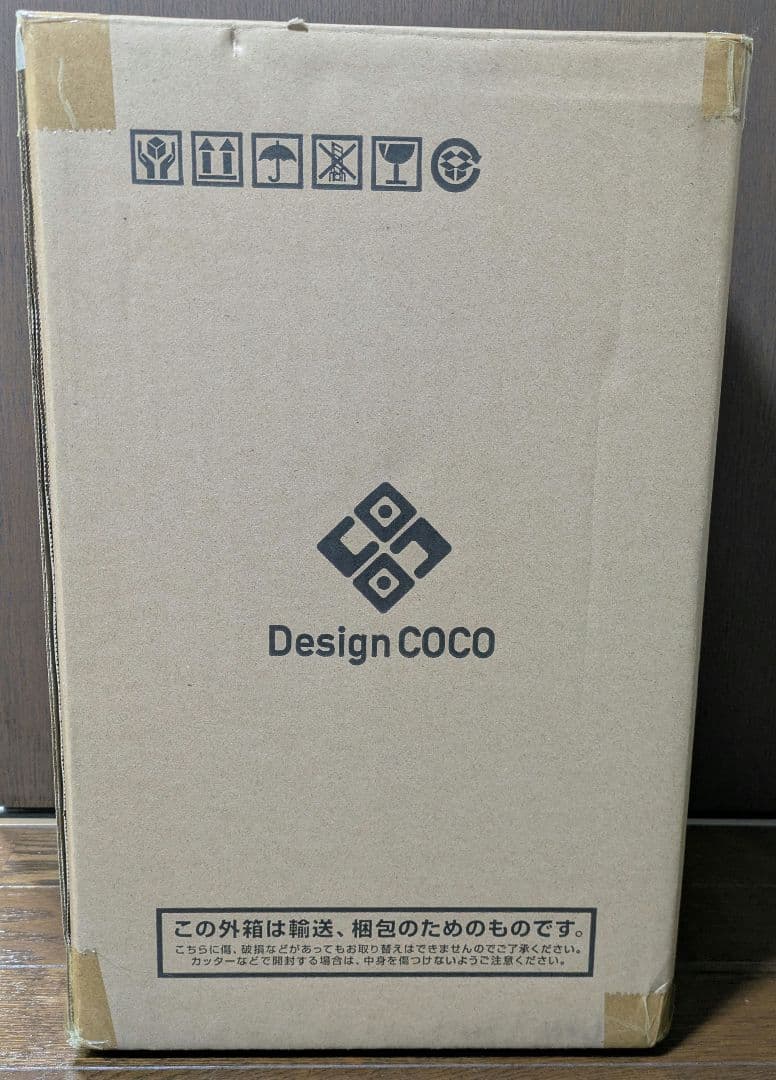 Design COCO
この外箱は輸送、梱包のためのものです。
こちらに傷、破損などがあってもお取り替えはできませんのでご了承ください。
カッターなどで開封する場合は、中身を傷つけないようご注意ください。